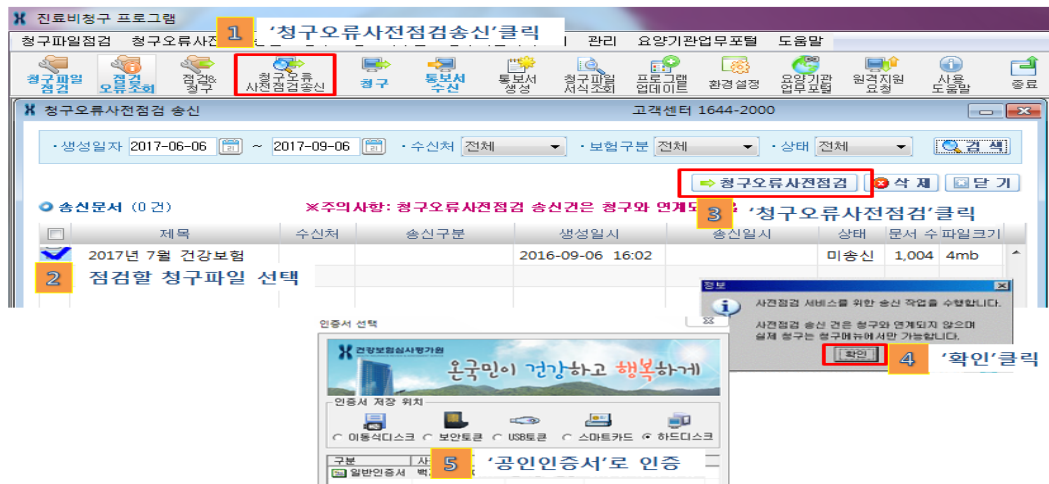 진료비청구 프로그램
청구파일점검 청구오류사전
관리 요양기관업무포털 도움말
1 '청구오류사전점검송신'클릭
청구파일 점검
점검 오류조회
점검& 청구
청구오류 사전점검송신
청구
통보서 수신
통보서 생성
청구파일 서식조회
프로그램 업데이트
환경설정
요양기관 업무포털
원격지원 요청
사용 도움말
종료
청구오류사전점검 송신 고객센터 1644-2000
·생성일자 2017-06-06 ~ 2017-09-06 ·수신처 전체 ·보험구분 전체 ·상태 전체 검 색
청구오류사전점검 삭 제 닫 기
송신문서 (0 건) ※주의사항: 청구오류사전점검 송신건은 청구와 연계되
3 '청구오류사전점검'클릭
제목 수신처 송신구분 생성일시 송신일시 상태 문서 수 파일크기
2017년 7월 건강보험 2016-09-06 16:02 미송신 1,004 4mb
2 점검할 청구파일 선택
정보
사전점검 서비스를 위한 송신 작업을 수행합니다.
사전점검 송신 건은 청구와 연계되지 않으며
실제 청구는 청구메뉴에서만 가능합니다.
확인
4 '확인'클릭
인증서 선택
건강보험심사평가원
온국민이 건강하고 행복하게
인증서 저장 위치
이동식디스크 보안토큰 USB토큰 스마트카드 하드디스크
구분
일반인증서
5 '공인인증서'로 인증